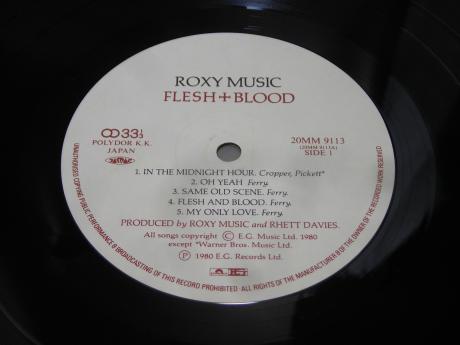 ROXY MUSIC
FLESH+BLOOD
33⅓
POLYDOR K.K.
JAPAN
20MM 9113
(20MM 9113A)
SIDE 1
1. IN THE MIDNIGHT HOUR. Cropper, Pickett*
2. OH YEAH Ferry.
3. SAME OLD SCENE. Ferry.
4. FLESH AND BLOOD. Ferry.
5. MY ONLY LOVE. Ferry.
PRODUCED by ROXY MUSIC and RHETT DAVIES.
All songs copyright © E.G. Music Ltd. 1980
except *Warner Bros. Music Ltd.
Ⓟ 1980 E.G. Records Ltd.
UNAUTHORISED COPYING PUBLIC PERFORMANCE & BROADCASTING OF THIS RECORD PROHIBITED · ALL RIGHTS OF THE MANUFACTURER & OF THE OWNER OF THE RECORDED WORK RESERVED